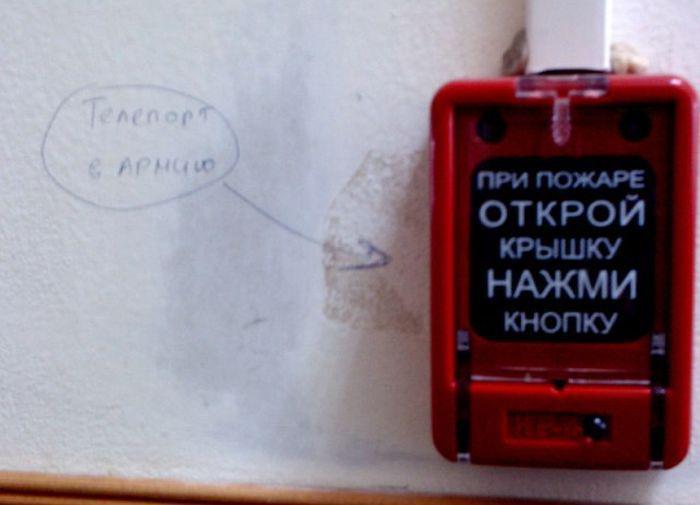 Телепорт
в армию
ПРИ ПОЖАРЕ
ОТКРОЙ
КРЫШКУ
НАЖМИ
КНОПКУ